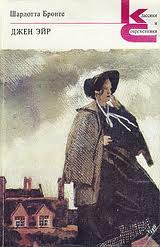 Шарлотта Бронте
ДЖЕН ЭЙР
Классики и
современники